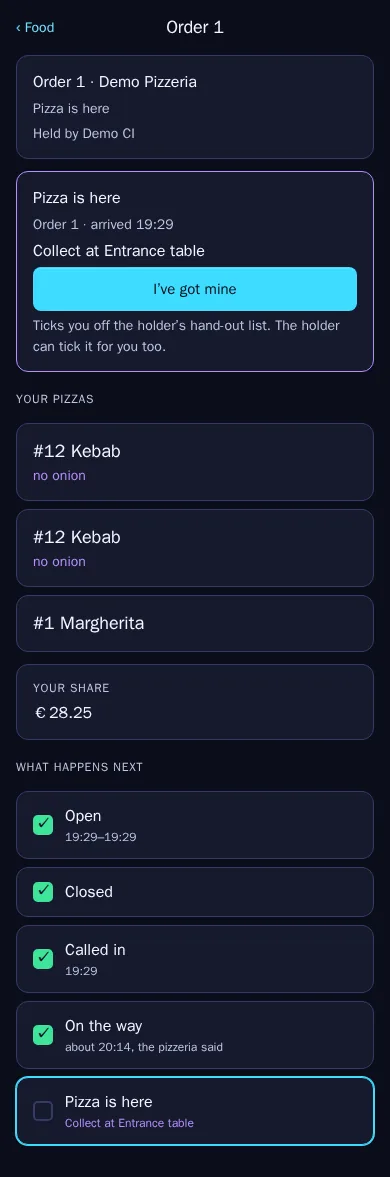 ‹ Food
Order 1
Order 1 · Demo Pizzeria
Pizza is here
Held by Demo CI
Pizza is here
Order 1 · arrived 19:29
Collect at Entrance table
I've got mine
Ticks you off the holder's hand-out list. The holder
can tick it for you too.
YOUR PIZZAS
#12 Kebab
no onion
#12 Kebab
no onion
#1 Margherita
YOUR SHARE
€ 28.25
WHAT HAPPENS NEXT
Open
19:29–19:29
Closed
Called in
19:29
On the way
about 20:14, the pizzeria said
Pizza is here
Collect at Entrance table